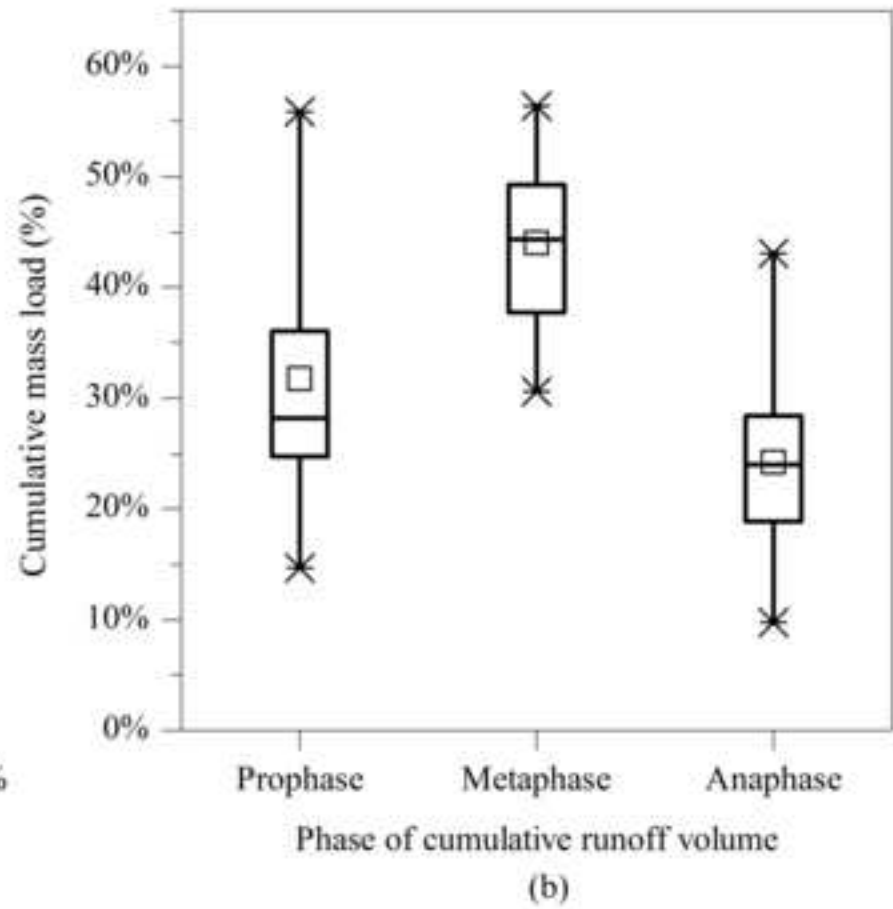 60%
50%
40%
30%
20%
10%
0%
Cumulative mass load (%)
%
Prophase Metaphase Anaphase
Phase of cumulative runoff volume
(b)